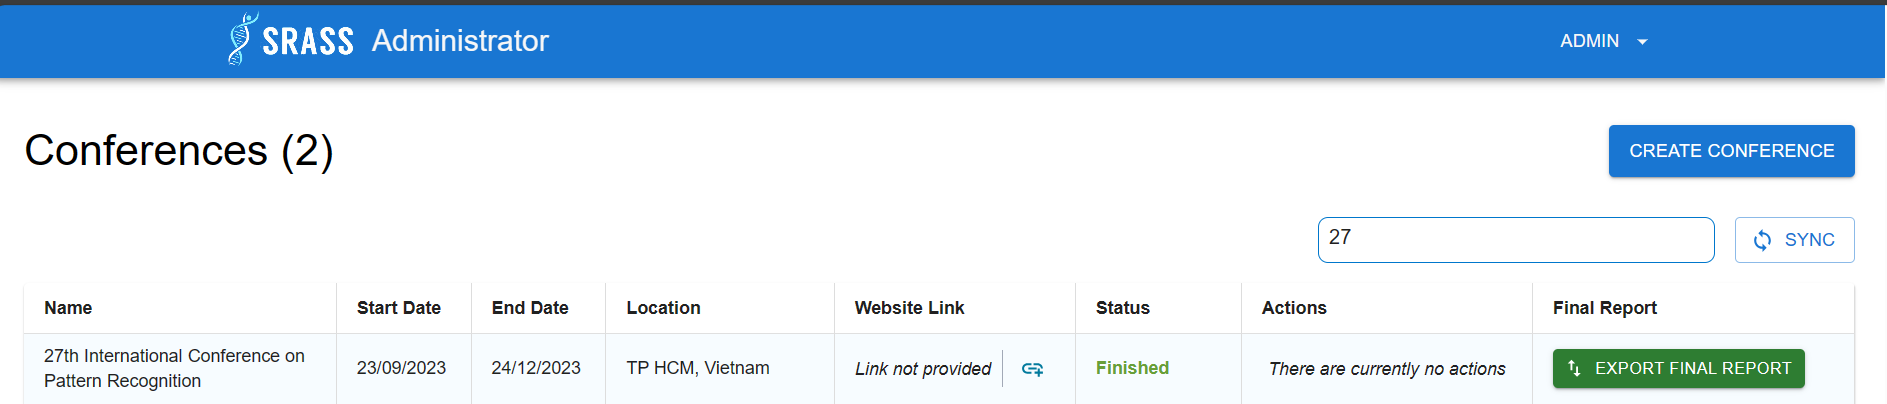 SRASS Administrator ADMIN
Conferences (2) CREATE CONFERENCE
27 SYNC
Name Start Date End Date Location Website Link Status Actions Final Report
27th International Conference on
Pattern Recognition
23/09/2023 24/12/2023 TP HCM, Vietnam Link not provided Finished There are currently no actions EXPORT FINAL REPORT